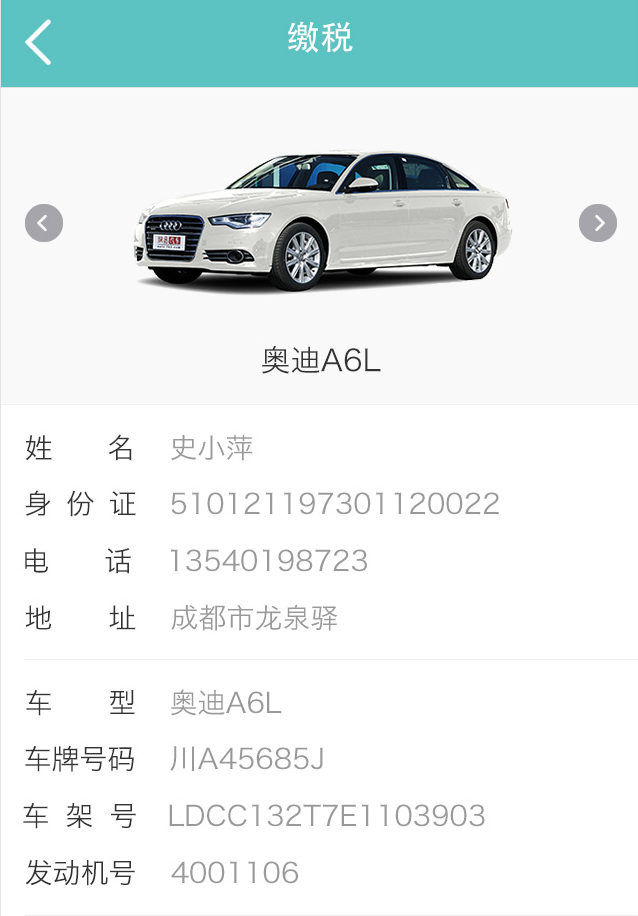 缴税
奥迪A6L
姓名 史小萍
身份证 510121197301120022
电话 13540198723
地址 成都市龙泉驿
车型 奥迪A6L
车牌号码 川A45685J
车架号 LDCC132T7E1103903
发动机号 4001106